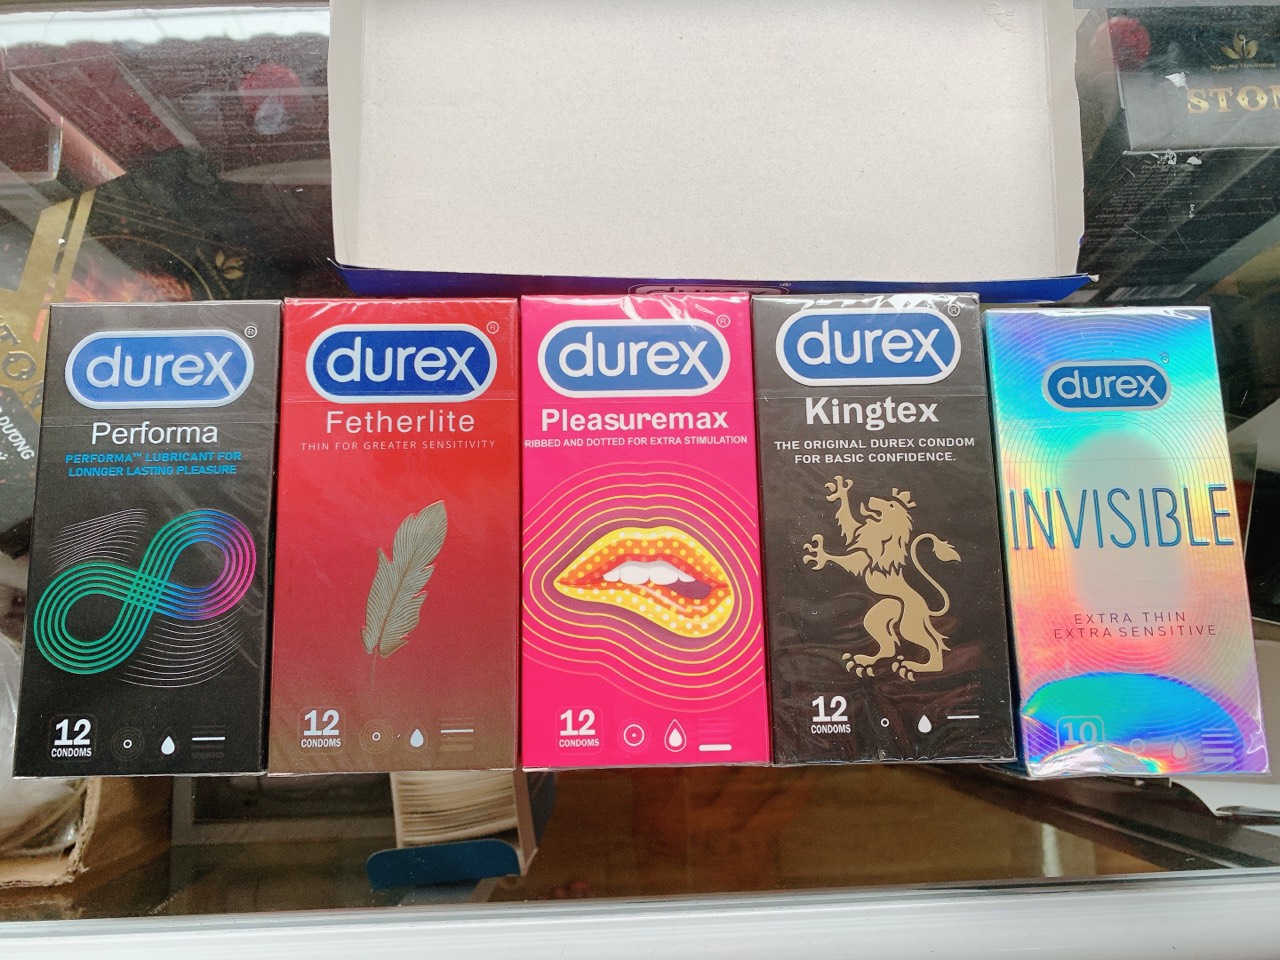 STO
DƯƠNG
durex
Performa
PERFORMA™ LUBRICANT FOR
LONNGER LASTING PLEASURE
12
CONDOMS
durex
Fetherlite
THIN FOR GREATER SENSITIVITY
12
CONDOMS
durex
Pleasuremax
RIBBED AND DOTTED FOR EXTRA STIMULATION
12
CONDOMS
durex
Kingtex
THE ORIGINAL DUREX CONDOM
FOR BASIC CONFIDENCE.
12
CONDOMS
durex
INVISIBLE
EXTRA THIN
EXTRA SENSITIVE
10